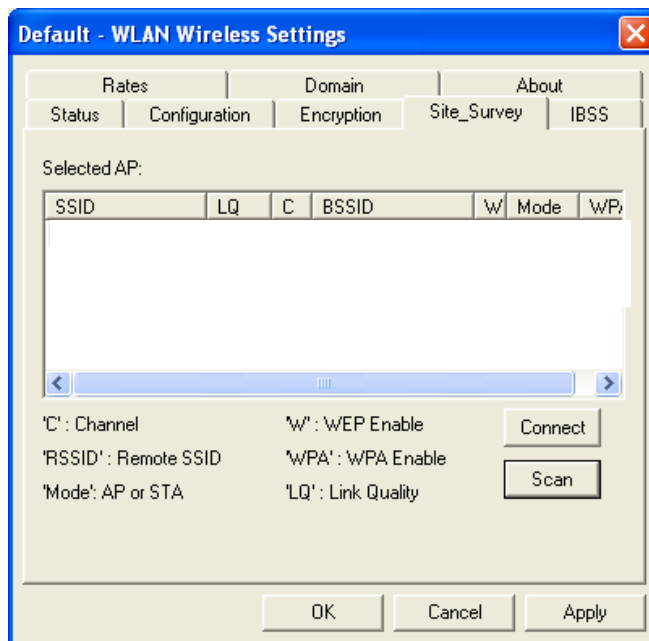 Default - WLAN Wireless Settings
Rates Domain About
Status Configuration Encryption Site_Survey IBSS
Selected AP:
SSID LQ C BSSID W Mode WPA
'C' : Channel 'W' : WEP Enable Connect
'RSSID' : Remote SSID 'WPA' : WPA Enable
'Mode': AP or STA 'LQ' : Link Quality Scan
OK Cancel Apply